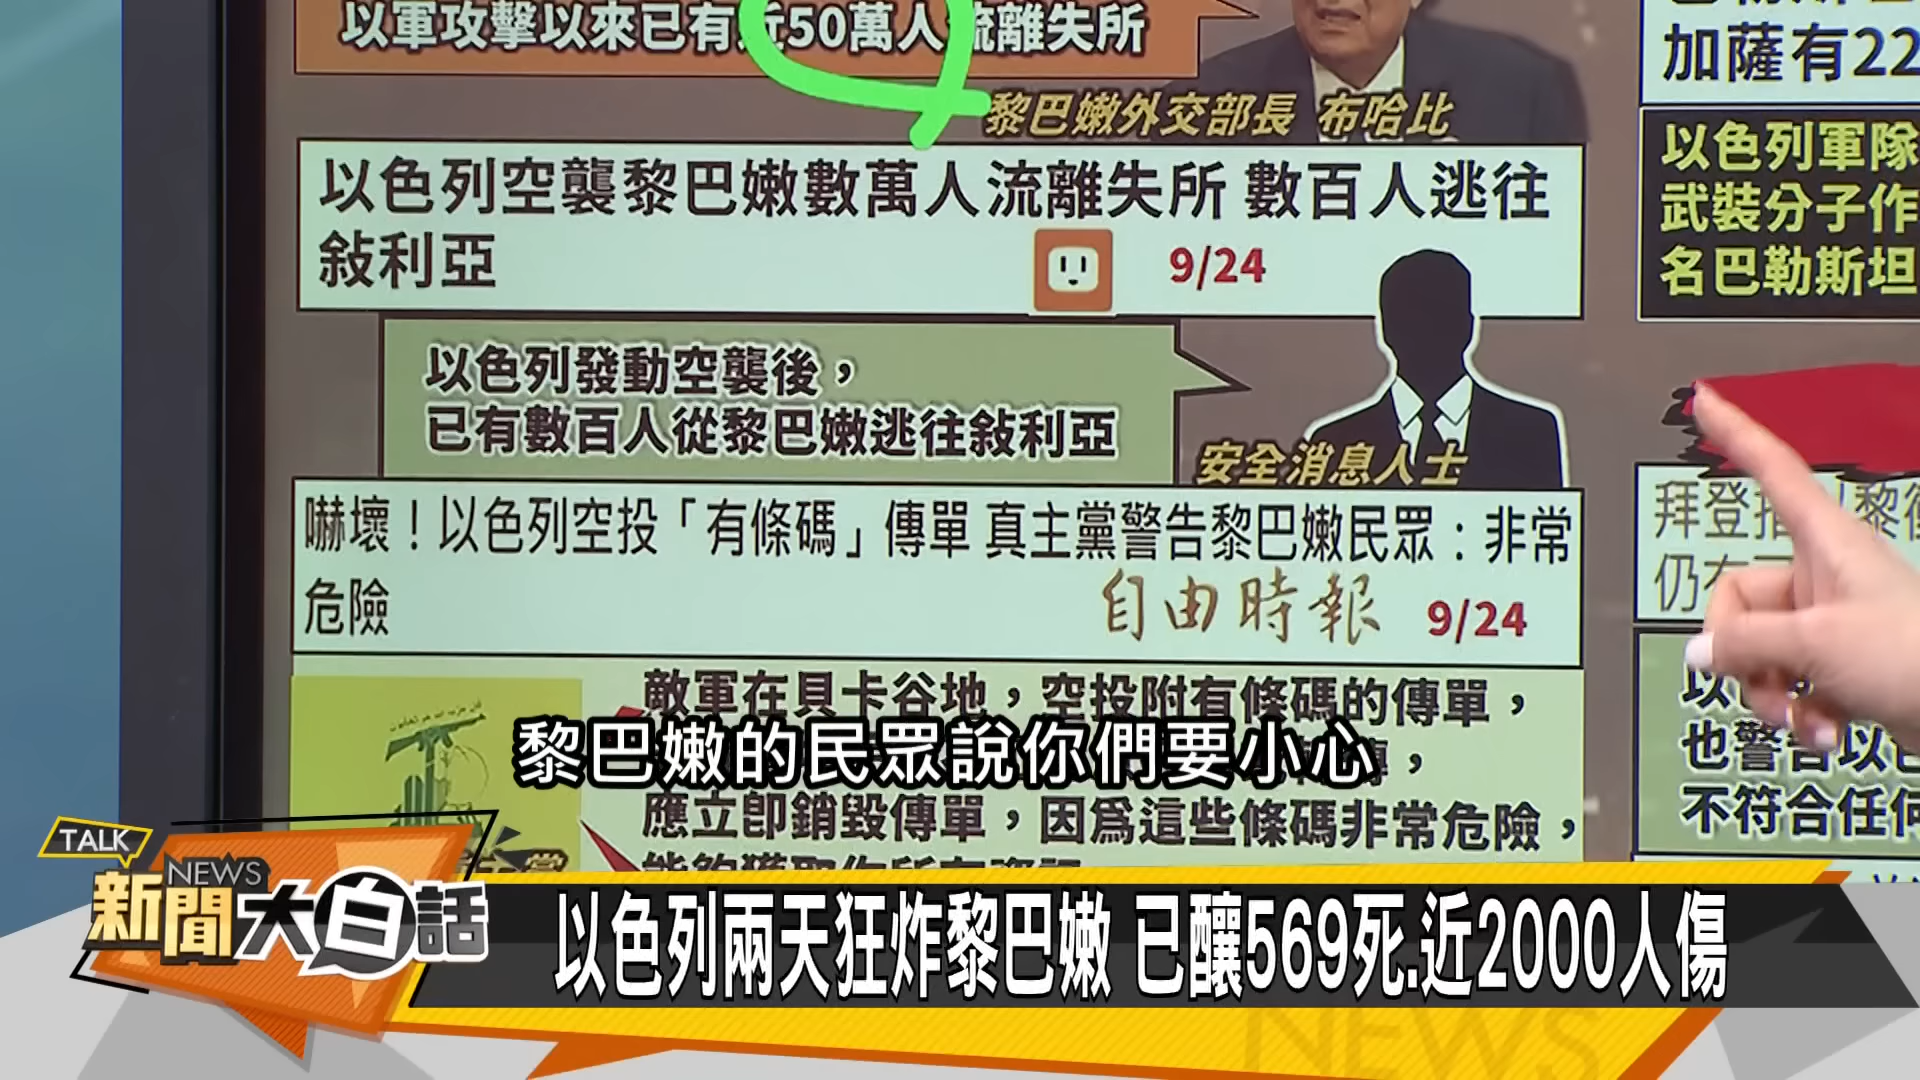 以軍攻擊以來已有近50萬人流離失所
黎巴嫩外交部長 布哈比
以色列空襲黎巴嫩數萬人流離失所 數百人逃往
敍利亞
9/24
以色列發動空襲後，
已有數百人從黎巴嫩逃往敍利亞
安全消息人士
嚇壞！以色列空投「有條碼」傳單 真主黨警告黎巴嫩民眾：非常
危險
自由時報 9/24
敵軍在貝卡谷地，空投附有條碼的傳單，
應立即銷毀傳單，因為這些條碼非常危險，
加薩有22
以色列軍隊
武裝分子作
名巴勒斯坦
拜登指
黎
仍有
以
也警告以色
不符合任何
黎巴嫩的民眾說你們要小心
TALK
NEWS
新聞大白話
以色列兩天狂炸黎巴嫩 已釀569死.近2000人傷
NEWS